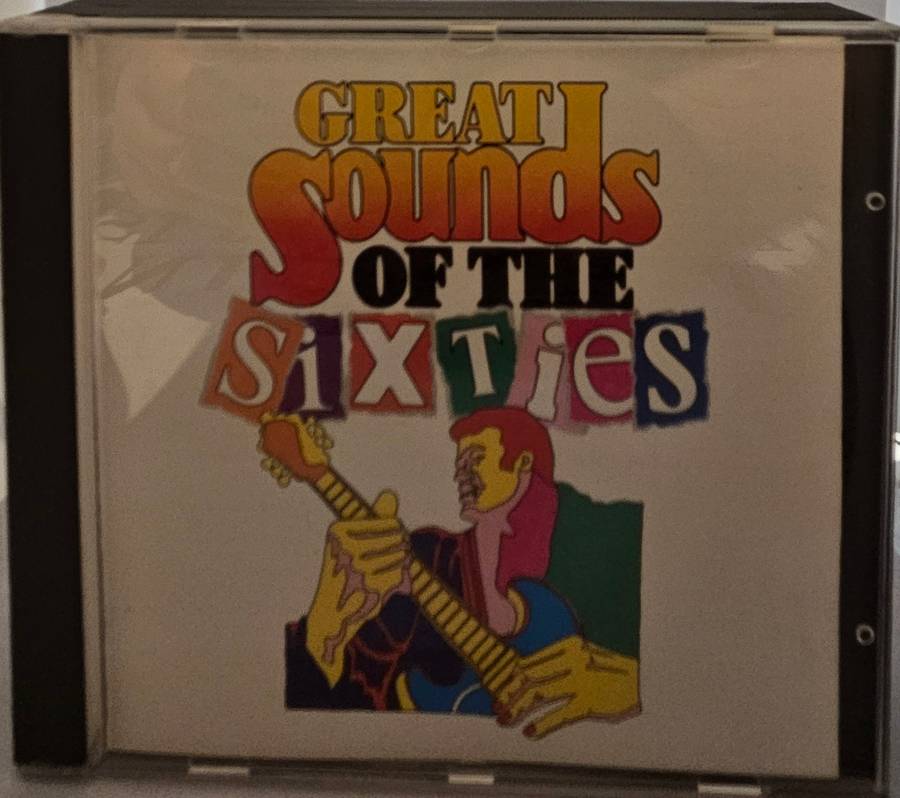 GREAT
Sounds
OF THE
SiXTieS